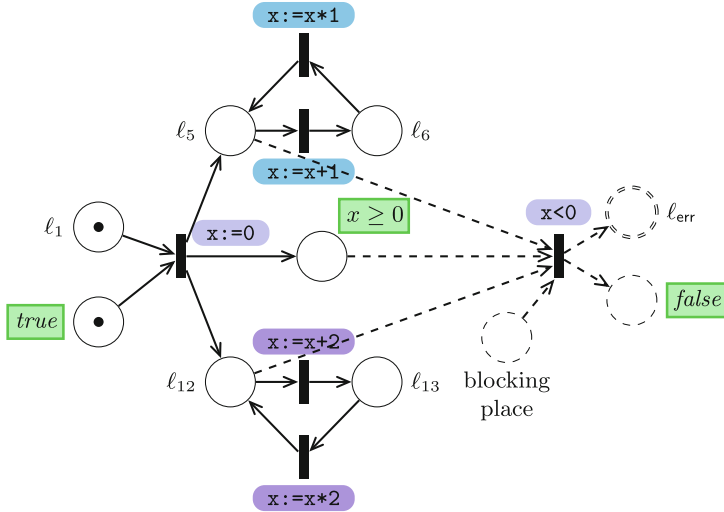 x:=x*1
ℓ5
ℓ6
x:=x+1
x ≥ 0
x<0
ℓerr
ℓ1
x:=0
true
false
x:=x+2
ℓ12
ℓ13
blocking
place
x:=x*2